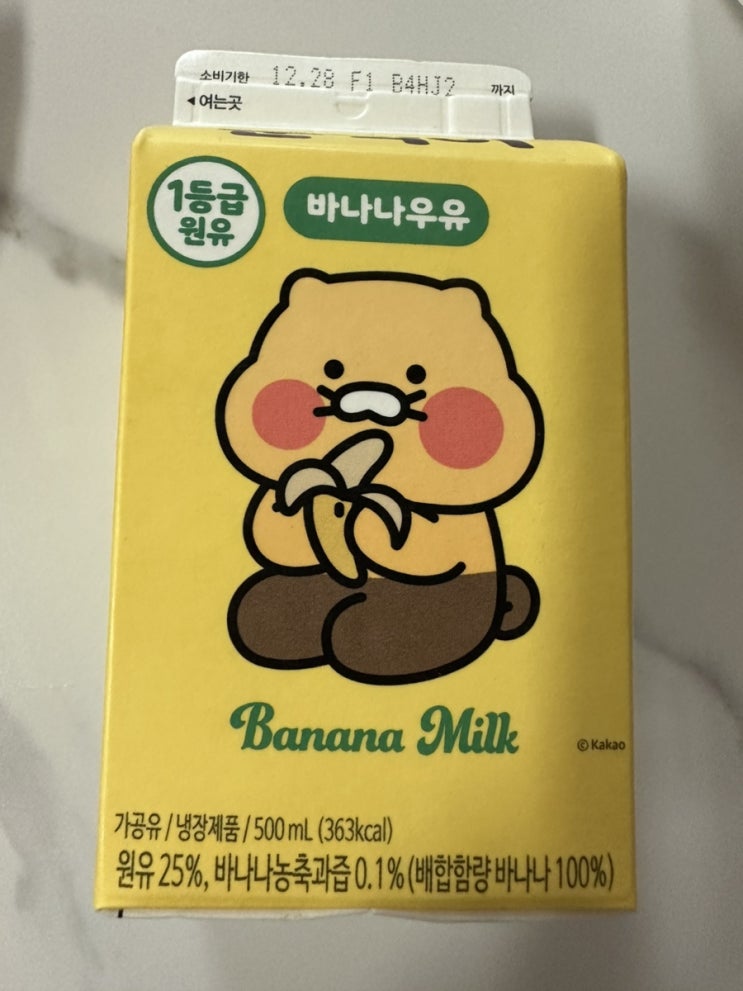 소비기한 12.28 F1 B4HJ2 까지
◀여는곳
1등급
원유
바나나우유
Banana Milk
© Kakao
가공유/냉장제품/500 mL (363kcal)
원유 25%, 바나나농축과즙 0.1% (배합함량 바나나 100%)